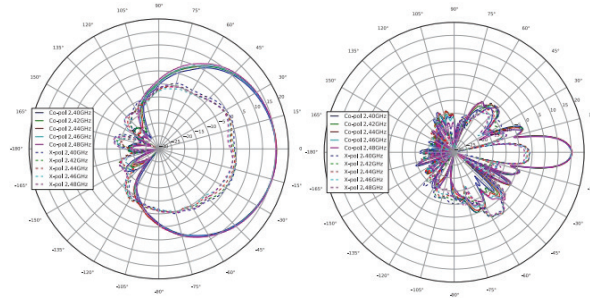 90°
105° 75°
120° 60°
135° 45°
150° 30°
165° 15°
Co-pol 2,40GHz
Co-pol 2,42GHz
Co-pol 2,44GHz
Co-pol 2,46GHz
Co-pol 2,48GHz
X-pol 2,40GHz
X-pol 2,42GHz
X-pol 2,44GHz
X-pol 2,46GHz
X-pol 2,48GHz
-180°
-165° -15°
-150° -30°
-135° -45°
-120° -60°
-105° -75°
-90°
90°
105° 75°
120° 60°
135° 45°
150° 30°
165° 15°
Co-pol 2,40GHz
Co-pol 2,42GHz
Co-pol 2,44GHz
Co-pol 2,46GHz
Co-pol 2,48GHz
X-pol 2,40GHz
X-pol 2,42GHz
X-pol 2,44GHz
X-pol 2,46GHz
X-pol 2,48GHz
-180°
-165° -15°
-150° -30°
-135° -45°
-120° -60°
-105° -75°
-90°